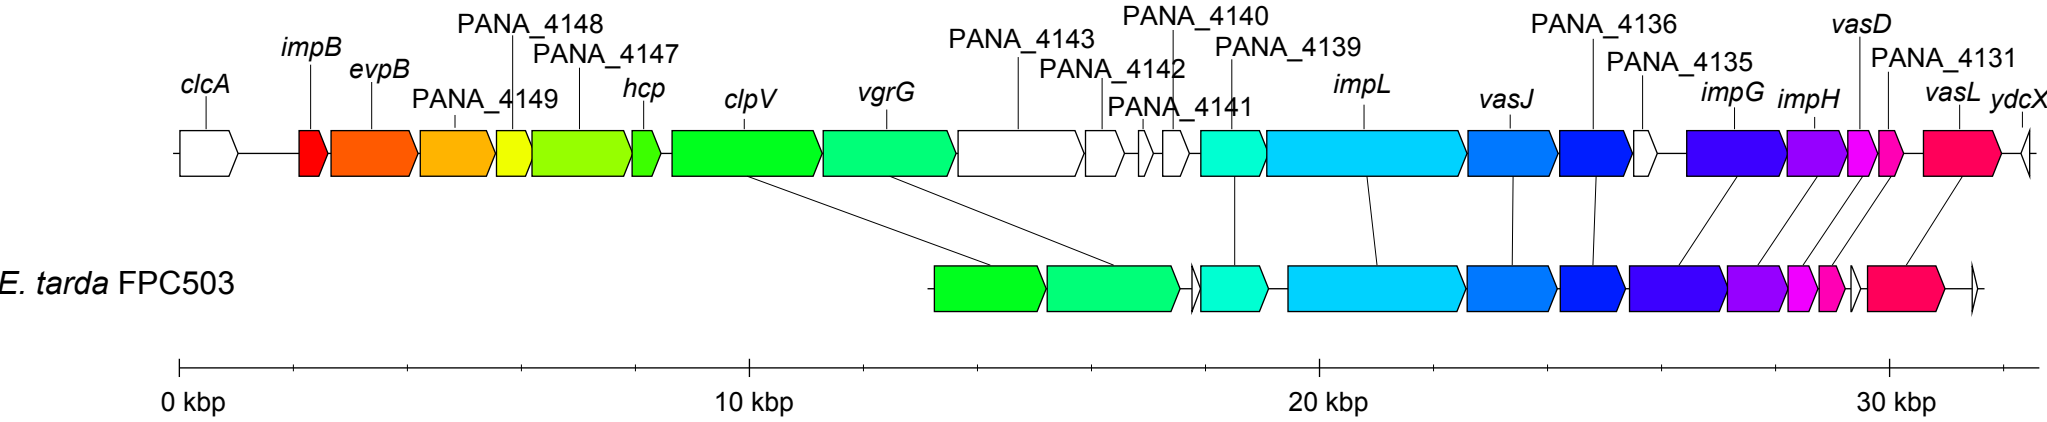 clcA
impB
evpB
PANA_4149
PANA_4148
PANA_4147
hcp
clpV
vgrG
PANA_4143
PANA_4142
PANA_4141
PANA_4140
PANA_4139
impL
vasJ
PANA_4136
PANA_4135
impG
impH
vasD
PANA_4131
vasL
ydcX
E. tarda FPC503
0 kbp
10 kbp
20 kbp
30 kbp